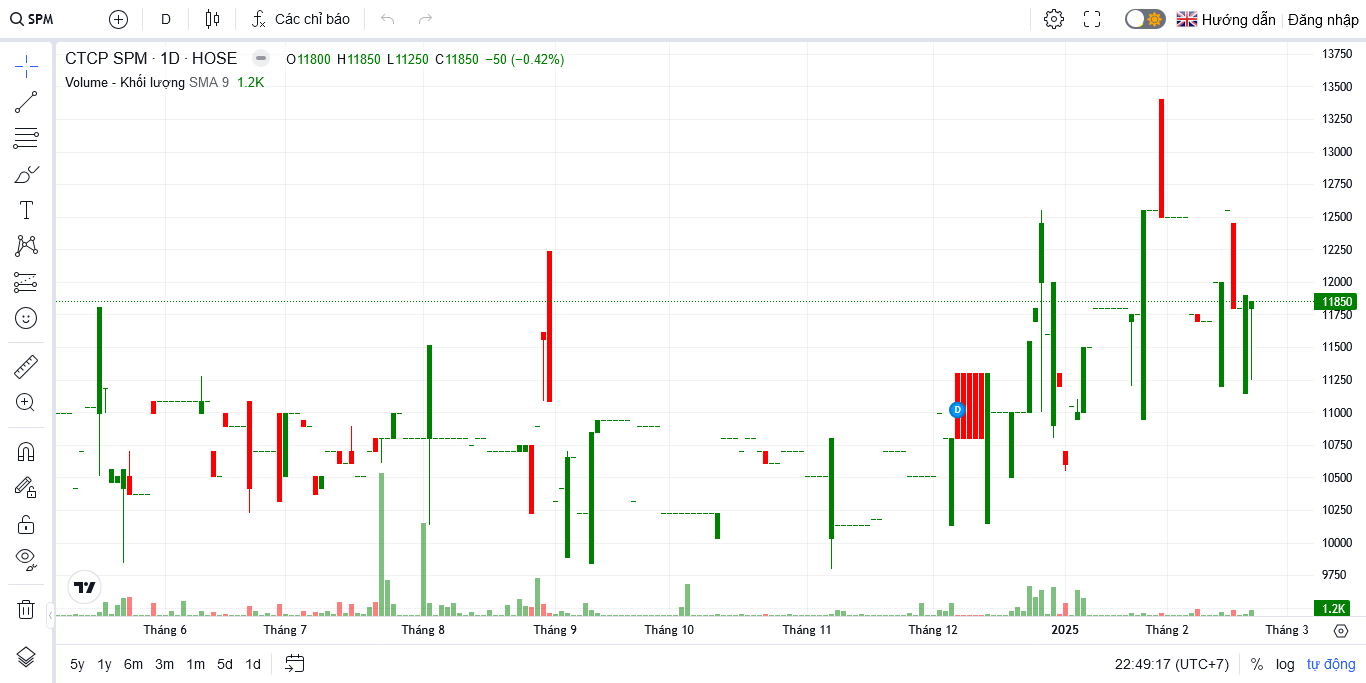 SPM D Các chỉ báo Hướng dẫn Đăng nhập
CTCP SPM · 1D · HOSE O11800 H11850 L11250 C11850 −50 (−0.42%)
Volume - Khối lượng SMA 9 1.2K
13750
13500
13250
13000
12750
12500
12250
12000
11850
11750
11500
11250
11000
10750
10500
10250
10000
9750
1.2K
D
Tháng 6 Tháng 7 Tháng 8 Tháng 9 Tháng 10 Tháng 11 Tháng 12 2025 Tháng 2 Tháng 3
5y 1y 6m 3m 1m 5d 1d 22:49:17 (UTC+7) % log tự động